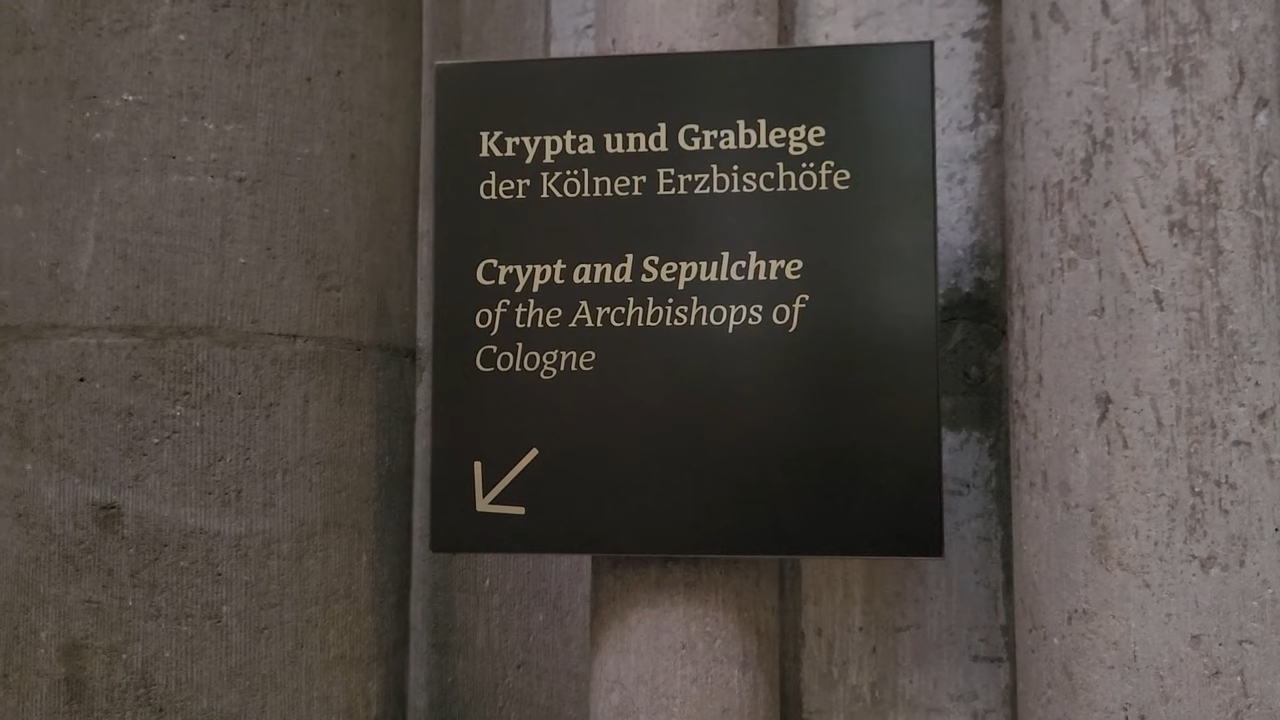 Krypta und Grablege
der Kölner Erzbischöfe
Crypt and Sepulchre
of the Archbishops of
Cologne